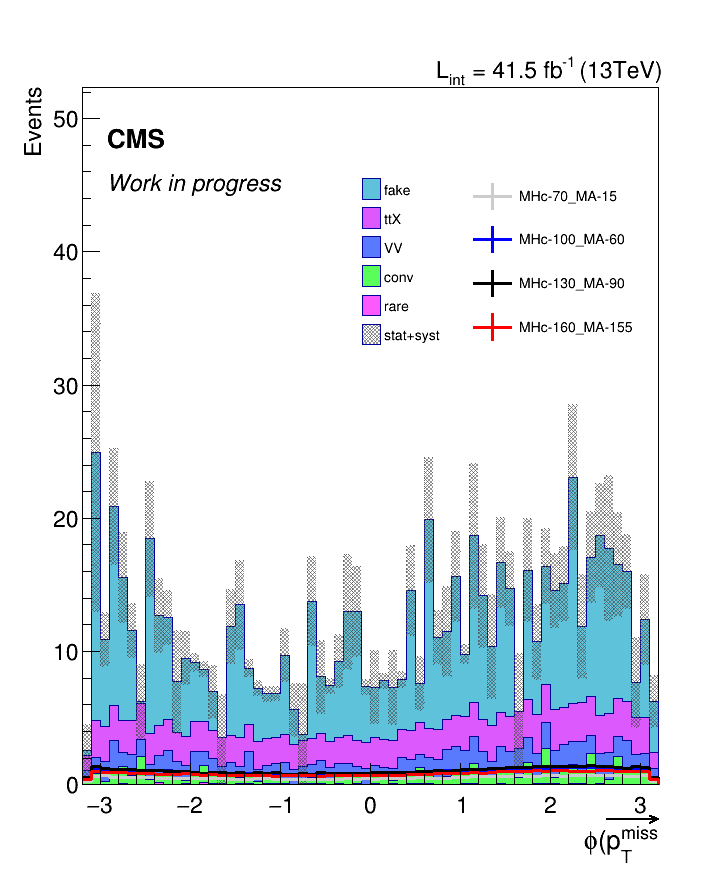 L_int = 41.5 fb^-1 (13TeV)
Events
CMS
Work in progress
fake
ttX
VV
conv
rare
stat+syst
MHc-70_MA-15
MHc-100_MA-60
MHc-130_MA-90
MHc-160_MA-155
50
40
30
20
10
0
−3 −2 −1 0 1 2 3
ϕ(p_T^miss